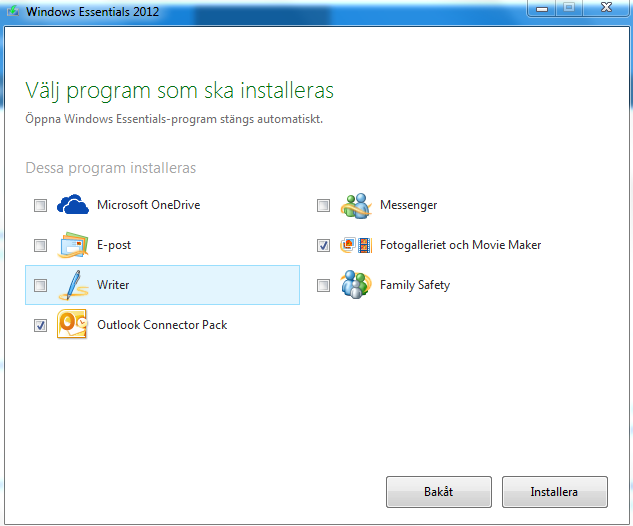 Windows Essentials 2012
Välj program som ska installeras
Öppna Windows Essentials-program stängs automatiskt.
Dessa program installeras
Microsoft OneDrive
Messenger
E-post
Fotogalleriet och Movie Maker
Writer
Family Safety
Outlook Connector Pack
Bakåt
Installera